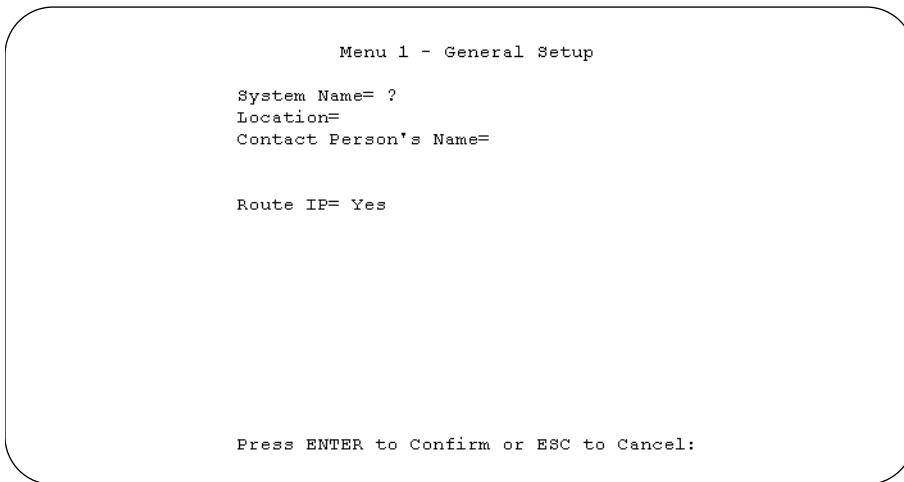 Menu 1 - General Setup
System Name= ?
Location=
Contact Person's Name=
Route IP= Yes
Press ENTER to Confirm or ESC to Cancel: